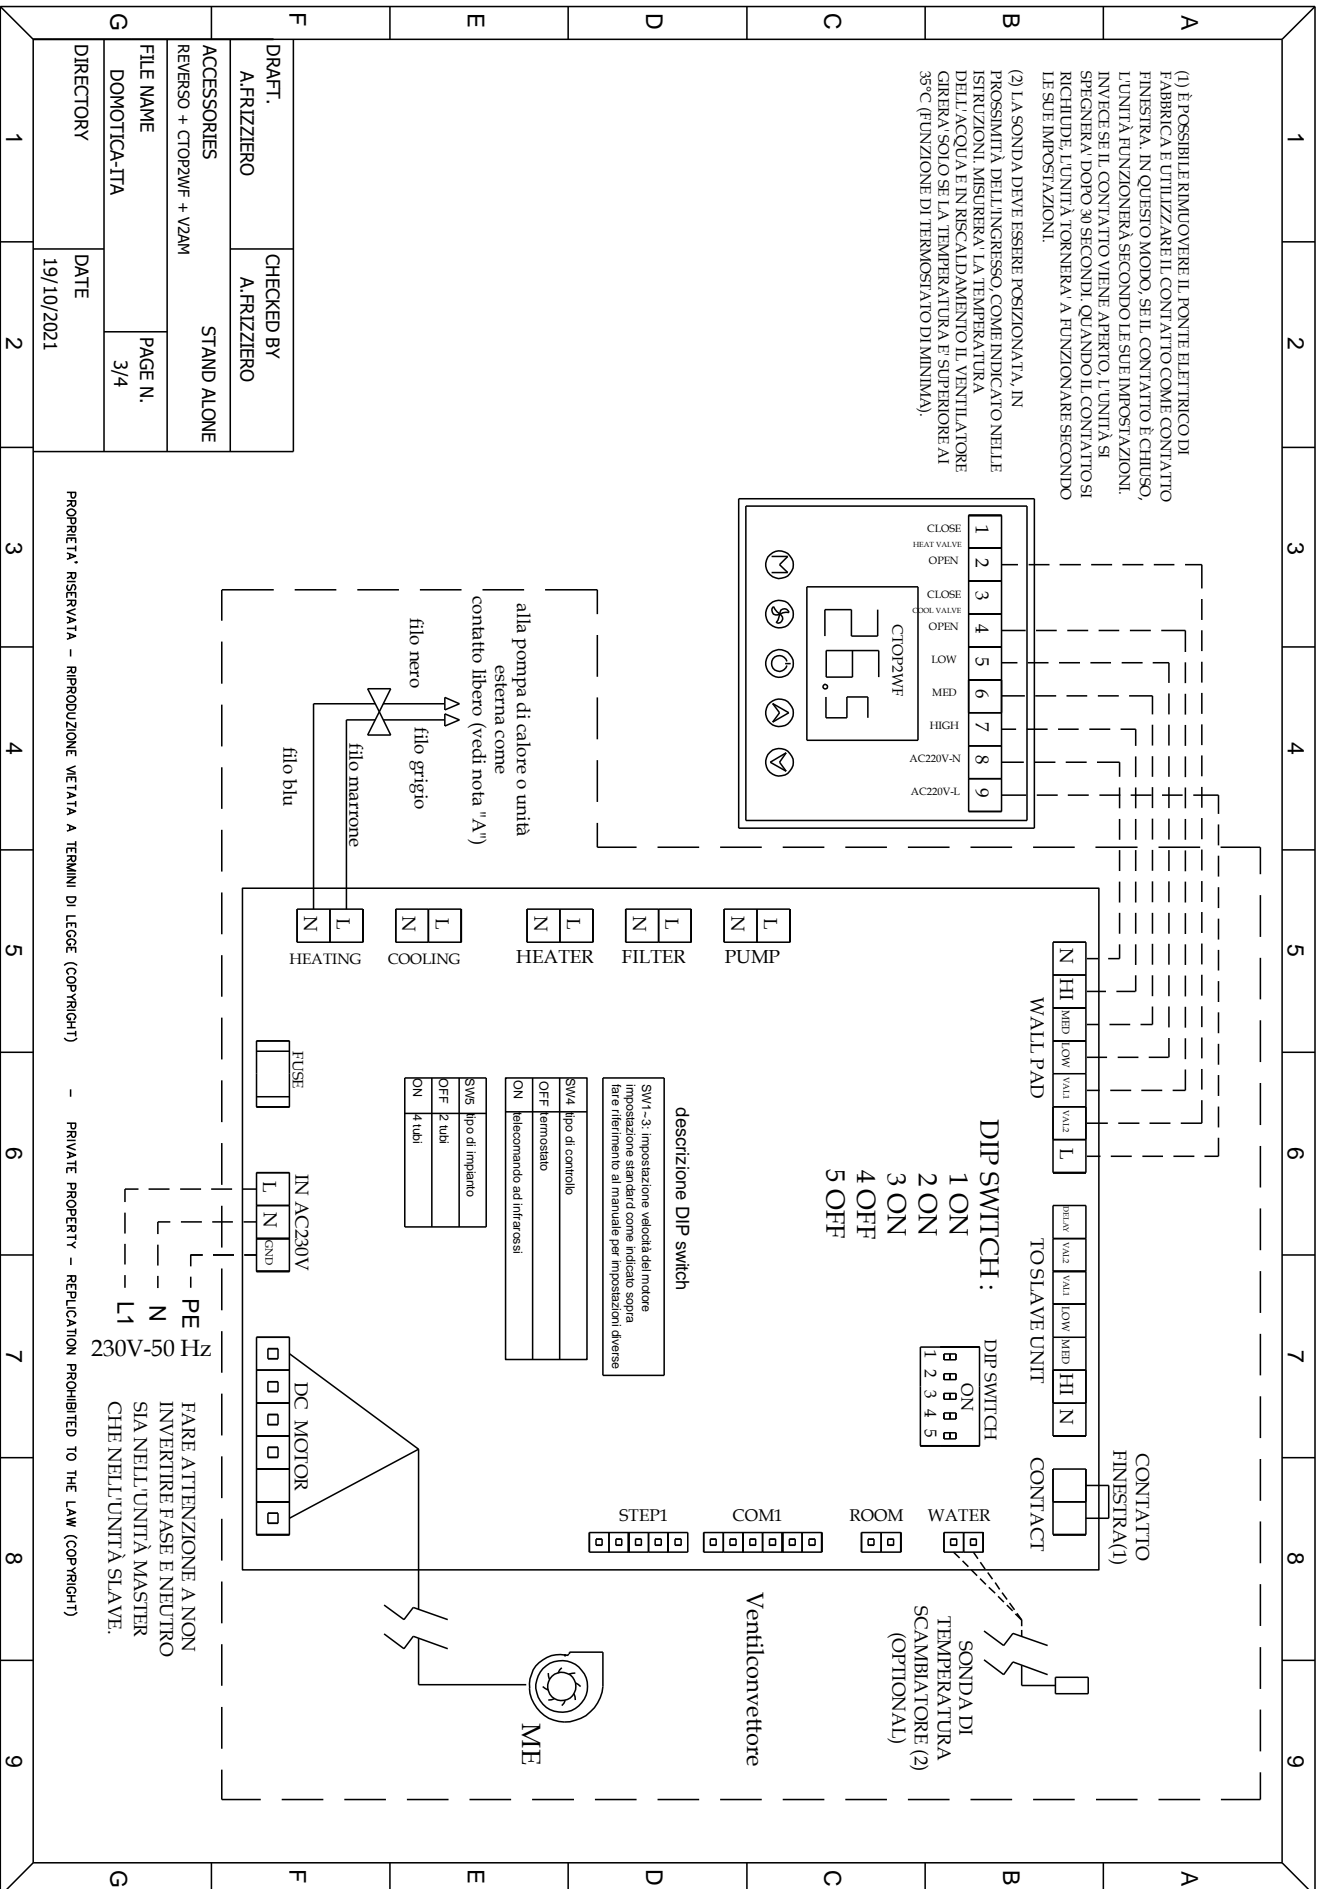 A
B
C
D
E
F
G
1
2
3
4
5
6
7
8
9
(1) È POSSIBILE RIMUOVERE IL PONTE ELETTRICO DI
FABBRICA E UTILIZZARE IL CONTATTO COME CONTATTO
FINESTRA. IN QUESTO MODO, SE IL CONTATTO È CHIUSO,
L'UNITÀ FUNZIONERÀ SECONDO LE SUE IMPOSTAZIONI.
INVECE SE IL CONTATTO VIENE APERTO, L'UNITÀ SI
SPEGNERA' DOPO 30 SECONDI. QUANDO IL CONTATTO SI
RICHIUDE, L'UNITÀ TORNERA' A FUNZIONARE SECONDO
LE SUE IMPOSTAZIONI.
(2) LA SONDA DEVE ESSERE POSIZIONATA, IN
PROSSIMITÀ DELL'INGRESSO, COME INDICATO NELLE
ISTRUZIONI. MISURERA' LA TEMPERATURA
DELL'ACQUA E IN RISCALDAMENTO IL VENTILATORE
GIRERA' SOLO SE LA TEMPERATURA E' SUPERIORE AI
35°C (FUNZIONE DI TERMOSTATO DI MINIMA).
1 2 3 4 5 6 7 8 9
CLOSE
HEAT VALVE
OPEN
CLOSE
COOL VALVE
OPEN
LOW
MED
HIGH
AC220V-N
AC220V-L
CTOP2WF
26.5
M
N HI MED LOW VAL1 VAL2 L
WALL PAD
DELAY VAL2 VAL1 LOW MED HI N
TO SLAVE UNIT
CONTATTO
FINESTRA(1)
CONTACT
DIP SWITCH :
1 ON
2 ON
3 ON
4 OFF
5 OFF
DIP SWITCH
ON
1 2 3 4 5
WATER
ROOM
COM1
STEP1
SONDA DI
TEMPERATURA
SCAMBIATORE (2)
(OPTIONAL)
Ventilconvettore
ME
descrizione DIP switch
SW1~3: impostazione velocità del motore
impostazione standard come indicato sopra
fare riferimento al manuale per impostazioni diverse
SW4 tipo di controllo
OFF termostato
ON telecomando ad infrarossi
SW5 tipo di impianto
OFF 2 tubi
ON 4 tubi
N L
PUMP
N L
FILTER
N L
HEATER
N L
COOLING
N L
HEATING
alla pompa di calore o unità
esterna come
contatto libero (vedi nota "A")
filo nero
filo grigio
filo marrone
filo blu
FUSE
IN AC230V
L N GND
DC MOTOR
PE
N
L1
230V-50 Hz
FARE ATTENZIONE A NON
INVERTIRE FASE E NEUTRO
SIA NELL'UNITÀ MASTER
CHE NELL'UNITÀ SLAVE.
DRAFT.
A.FRIZZIERO
CHECKED BY
A.FRIZZIERO
ACCESSORIES
REVERSO + CTOP2WF + V2AM
STAND ALONE
FILE NAME
DOMOTICA-ITA
PAGE N.
3/4
DIRECTORY
DATE
19/10/2021
PROPRIETA' RISERVATA - RIPRODUZIONE VIETATA A TERMINI DI LEGGE (COPYRIGHT) - PRIVATE PROPERTY - REPLICATION PROHIBITED TO THE LAW (COPYRIGHT)
1
2
3
4
5
6
7
8
9
A
B
C
D
E
F
G